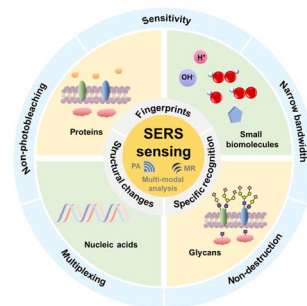 Sensitivity
Narrow bandwidth
Non-destruction
Multiplexing
Non-photobleaching
Proteins
H+
OH-
Small
biomolecules
Nucleic acids
Glycans
Fingerprints
Specific recognition
Structural changes
SERS
sensing
PA
MR
Multi-modal
analysis